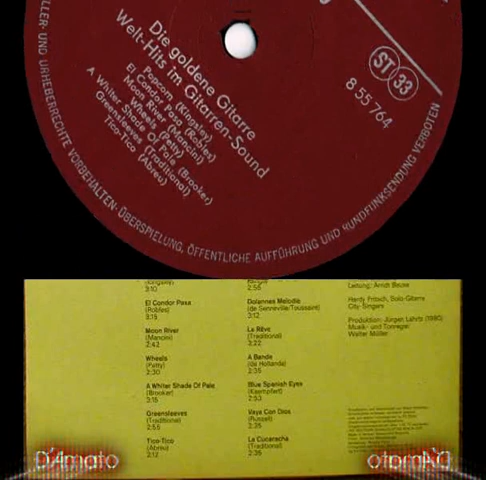 ST 33
8 55 764
Die goldene Gitarre
Welt-Hits im Gitarren-Sound
Popcorn (Kingsley)
El Condor Pasa (Robles)
Moon River (Mancini)
Wheels (Petty)
A Whiter Shade Of Pale (Brooker)
Greensleeves (Traditional)
Tico-Tico (Abreu)
LLER- UND URHEBERRECHTE VORBEHALTEN · ÜBERSPIELUNG, ÖFFENTLICHE AUFFÜHRUNG UND RUNDFUNKSENDUNG VERBOTEN
(Kingsley)
3:10
El Condor Pasa
(Robles)
3:15
Moon River
(Mancini)
2:42
Wheels
(Petty)
2:30
A Whiter Shade Of Pale
(Brooker)
3:15
Greensleeves
(Traditional)
2:55
Tico-Tico
(Abreu)
2:12
2:55
Dolannes Melodie
(de Senneville/Toussaint)
3:12
La Rêve
(Traditional)
3:22
A Banda
(de Hollanda)
2:35
Blue Spanish Eyes
(Kaempfert)
2:53
Vaya Con Dios
(Russell)
2:35
La Cucaracha
(Traditional)
2:35
Leitung: Arndt Bause
Hardy Fritsch, Solo-Gitarre
City Singers
Produktion: Jürgen Lahrtz (1980)
Musik- und Tonregie:
Walter Müller
D'Amato